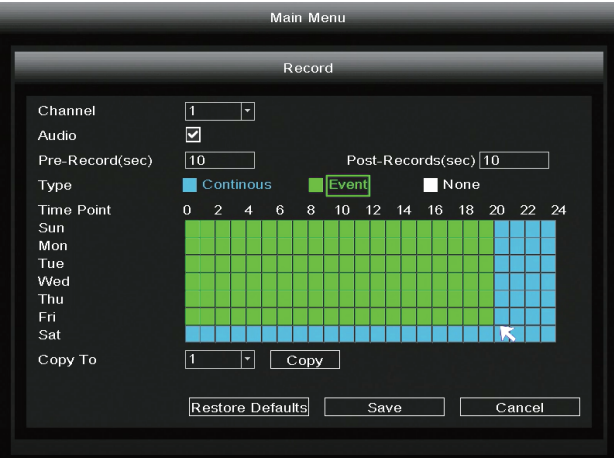 Main Menu
Record
Channel 1
Audio
Pre-Record(sec) 10 Post-Records(sec) 10
Type Continous Event None
Time Point 0 2 4 6 8 10 12 14 16 18 20 22 24
Sun
Mon
Tue
Wed
Thu
Fri
Sat
Copy To 1 Copy
Restore Defaults Save Cancel